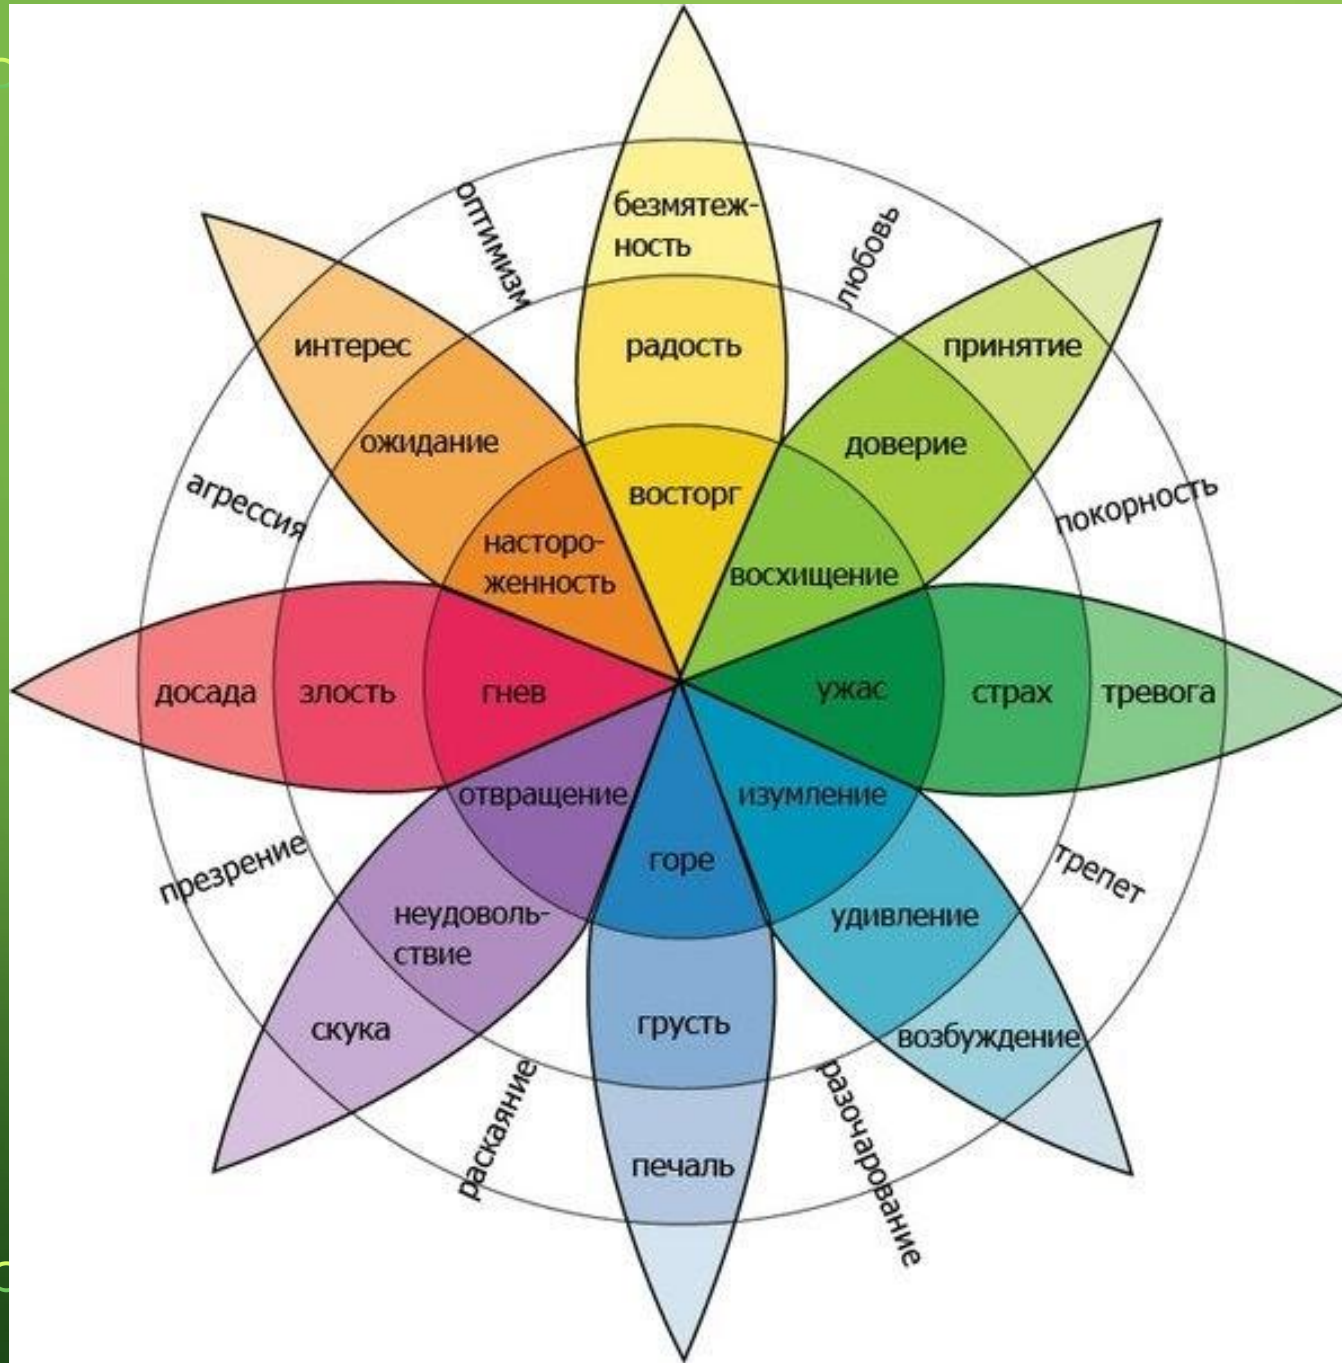 безмятеж-
ность
оптимизм
любовь
интерес
радость
принятие
ожидание
доверие
агрессия
восторг
покорность
насторо-
женность
восхищение
досада
злость
гнев
ужас
страх
тревога
отвращение
изумление
презрение
горе
трепет
неудоволь-
ствие
удивление
скука
грусть
возбуждение
раскаяние
разочарование
печаль